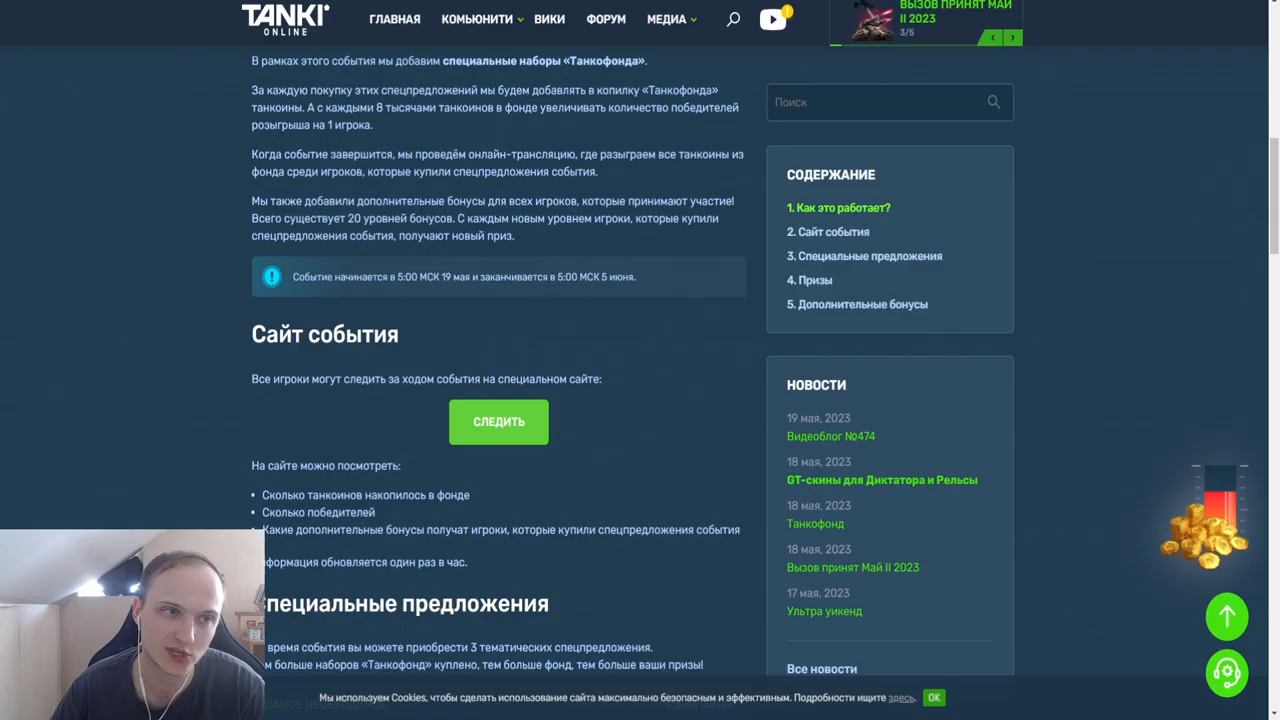 TANKI
ONLINE
ГЛАВНАЯ
КОМЬЮНИТИ
ВИКИ
ФОРУМ
МЕДИА
!
ВЫЗОВ ПРИНЯТ МАЙ
II 2023
3/5
В рамках этого события мы добавим специальные наборы «Танкофонда».
За каждую покупку этих спецпредложений мы будем добавлять в копилку «Танкофонда»
танкоины. А с каждыми 8 тысячами танкоинов в фонде увеличивать количество победителей
розыгрыша на 1 игрока.
Когда событие завершится, мы проведём онлайн-трансляцию, где разыграем все танкоины из
фонда среди игроков, которые купили спецпредложения события.
Мы также добавили дополнительные бонусы для всех игроков, которые принимают участие!
Всего существует 20 уровней бонусов. С каждым новым уровнем игроки, которые купили
спецпредложения события, получают новый приз.
! Событие начинается в 5:00 МСК 19 мая и заканчивается в 5:00 МСК 5 июня.
Сайт события
Все игроки могут следить за ходом события на специальном сайте:
СЛЕДИТЬ
На сайте можно посмотреть:
• Сколько танкоинов накопилось в фонде
• Сколько победителей
• Какие дополнительные бонусы получат игроки, которые купили спецпредложения события
формация обновляется один раз в час.
пециальные предложения
время события вы можете приобрести 3 тематических спецпредложения.
м больше наборов «Танкофонд» куплено, тем больше фонд, тем больше ваши призы!
САМОЕ НЕОБХОДИМОЕ
Поиск
СОДЕРЖАНИЕ
1. Как это работает?
2. Сайт события
3. Специальные предложения
4. Призы
5. Дополнительные бонусы
НОВОСТИ
19 мая, 2023
Видеоблог №474
18 мая, 2023
GT-скины для Диктатора и Рельсы
18 мая, 2023
Танкофонд
18 мая, 2023
Вызов принят Май II 2023
17 мая, 2023
Ультра уикенд
Все новости
Мы используем Cookies, чтобы сделать использование сайта максимально безопасным и эффективным. Подробности ищите здесь.
OK